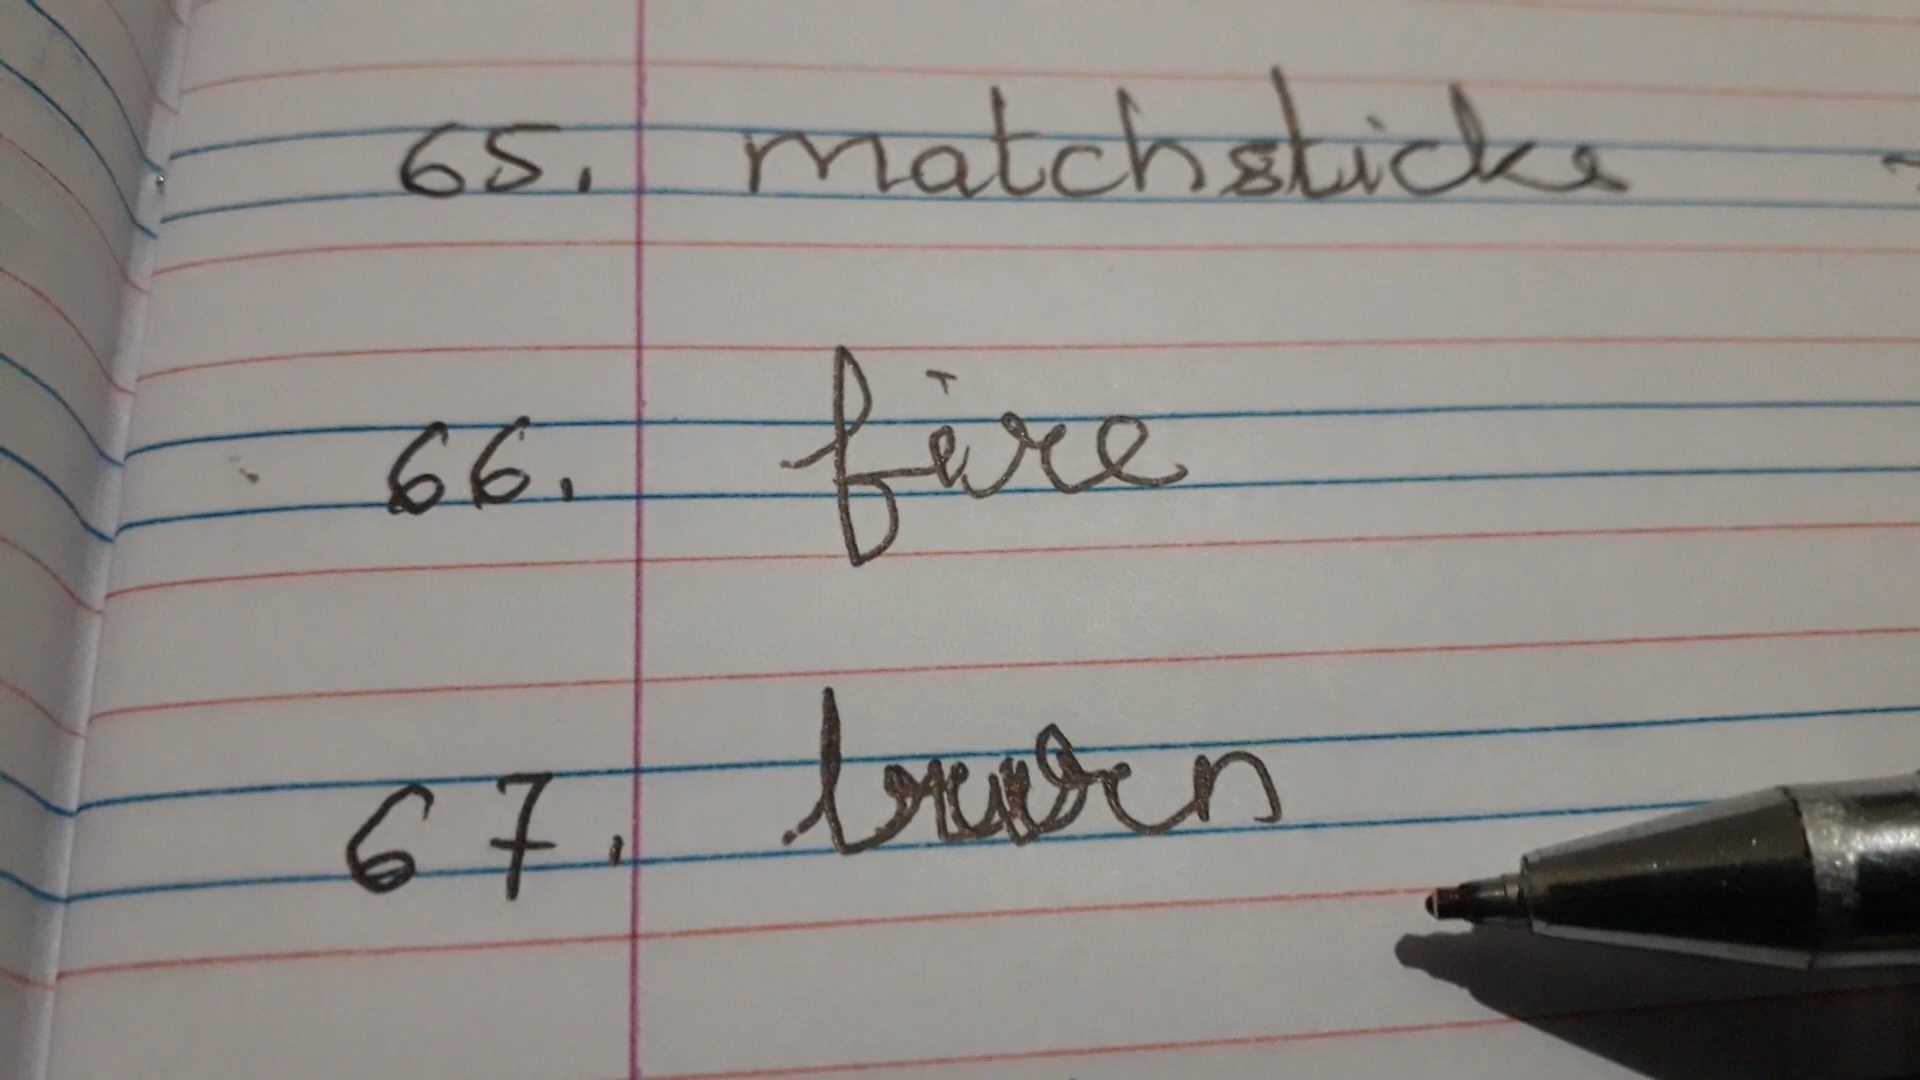 65. matchsticks
66. fire
67. burn